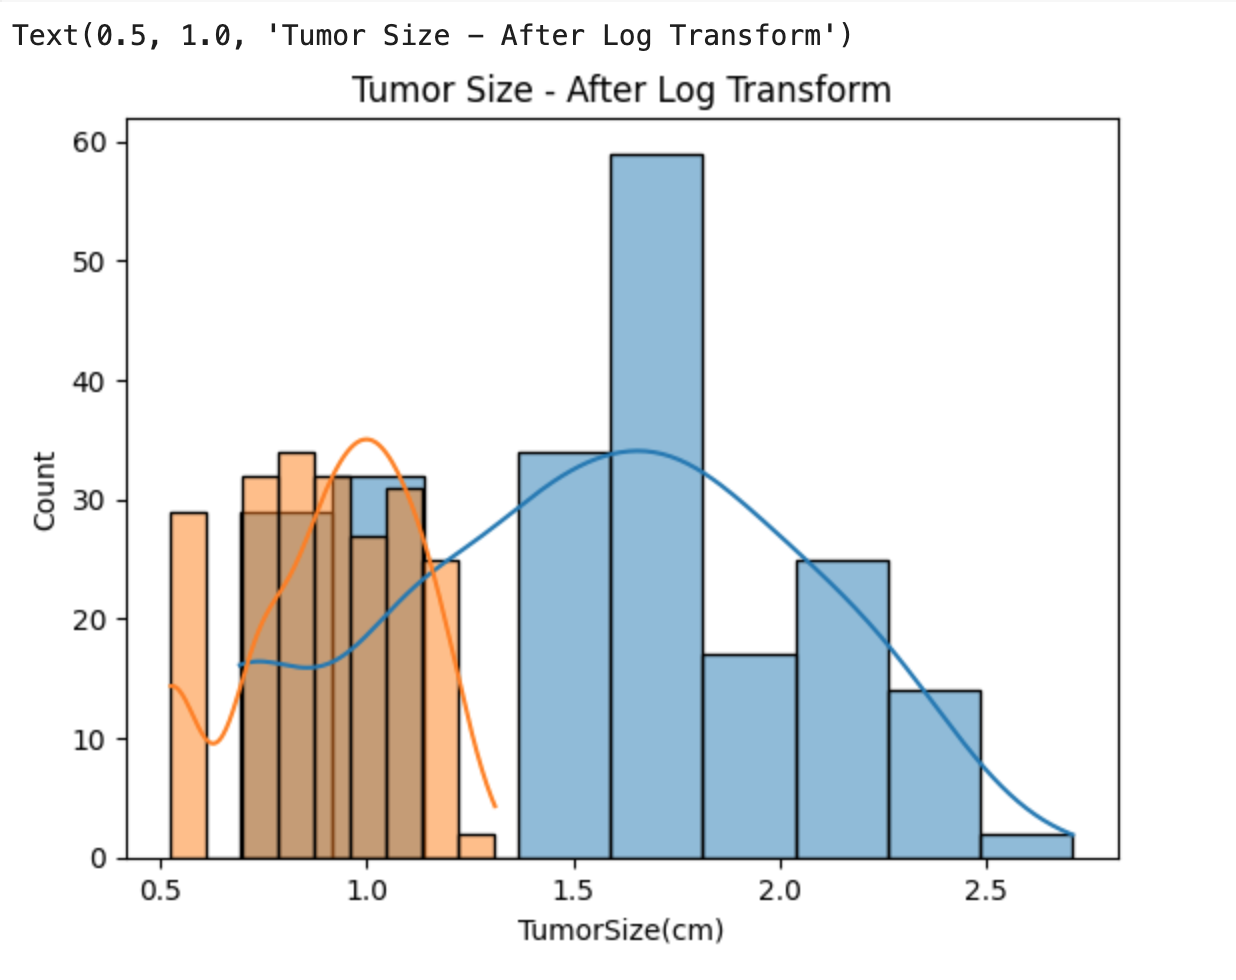 Text(0.5, 1.0, 'Tumor Size – After Log Transform')
Tumor Size - After Log Transform
60
50
40
30
20
10
0
Count
0.5 1.0 1.5 2.0 2.5
TumorSize(cm)